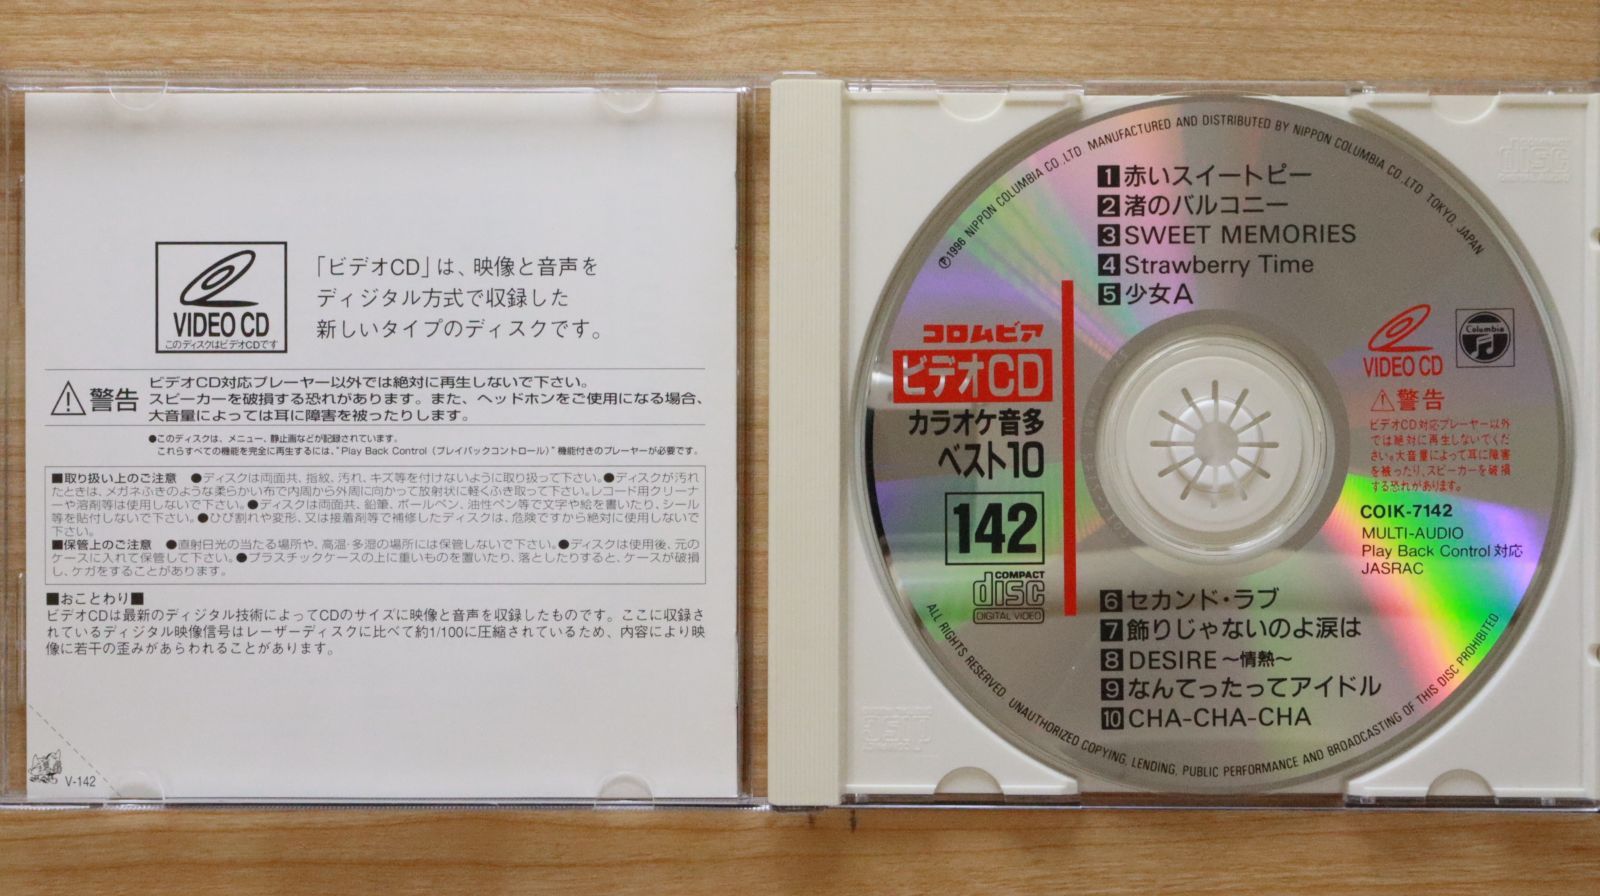 VIDEO CD
このディスクはビデオCDです
「ビデオCD」は、映像と音声を
ディジタル方式で収録した
新しいタイプのディスクです。
警告
ビデオCD対応プレーヤー以外では絶対に再生しないで下さい。
スピーカーを破損する恐れがあります。また、ヘッドホンをご使用になる場合、
大音量によっては耳に障害を被ったりします。
●このディスクは、メニュー、静止画などが記録されています。
これらすべての機能を完全に再生するには、"Play Back Control（プレイバックコントロール）"機能付きのプレーヤーが必要です。
■取り扱い上のご注意 ●ディスクは両面共、指紋、汚れ、キズ等を付けないように取り扱って下さい。●ディスクが汚れ
たときは、メガネふきのような柔らかい布で内周から外周に向かって放射状に軽くふき取って下さい。レコード用クリーナ
ーや溶剤等は使用しないで下さい。●ディスクは両面共、鉛筆、ボールペン、油性ペン等で文字や絵を書いたり、シール
等を貼付しないで下さい。●ひび割れや変形、又は接着剤等で補修したディスクは、危険ですから絶対に使用しないで
下さい。
■保管上のご注意 ●直射日光の当たる場所や、高温・多湿の場所には保管しないで下さい。●ディスクは使用後、元の
ケースに入れて保管して下さい。●プラスチックケースの上に重いものを置いたり、落としたりすると、ケースが破損
し、ケガをすることがあります。
■おことわり■
ビデオCDは最新のディジタル技術によってCDのサイズに映像と音声を収録したものです。ここに収録さ
れているディジタル映像信号はレーザーディスクに比べて約1/100に圧縮されているため、内容により映
像に若干の歪みがあらわれることがあります。
V-142
℗1996 NIPPON COLUMBIA CO.,LTD. MANUFACTURED AND DISTRIBUTED BY NIPPON COLUMBIA CO.,LTD. TOKYO, JAPAN
1 赤いスイートピー
2 渚のバルコニー
3 SWEET MEMORIES
4 Strawberry Time
5 少女A
コロムビア
ビデオCD
カラオケ音多
ベスト10
142
COMPACT
disc
DIGITAL VIDEO
VIDEO CD
Columbia
警告
ビデオCD対応プレーヤー以外
では絶対に再生しないでくだ
さい。大音量によって耳に障害
を被ったり、スピーカーを破損
する恐れがあります。
COIK-7142
MULTI-AUDIO
Play Back Control 対応
JASRAC
6 セカンド・ラブ
7 飾りじゃないのよ涙は
8 DESIRE～情熱～
9 なんてったってアイドル
10 CHA-CHA-CHA
ALL RIGHTS RESERVED. UNAUTHORIZED COPYING, LENDING, PUBLIC PERFORMANCE AND BROADCASTING OF THIS DISC PROHIBITED